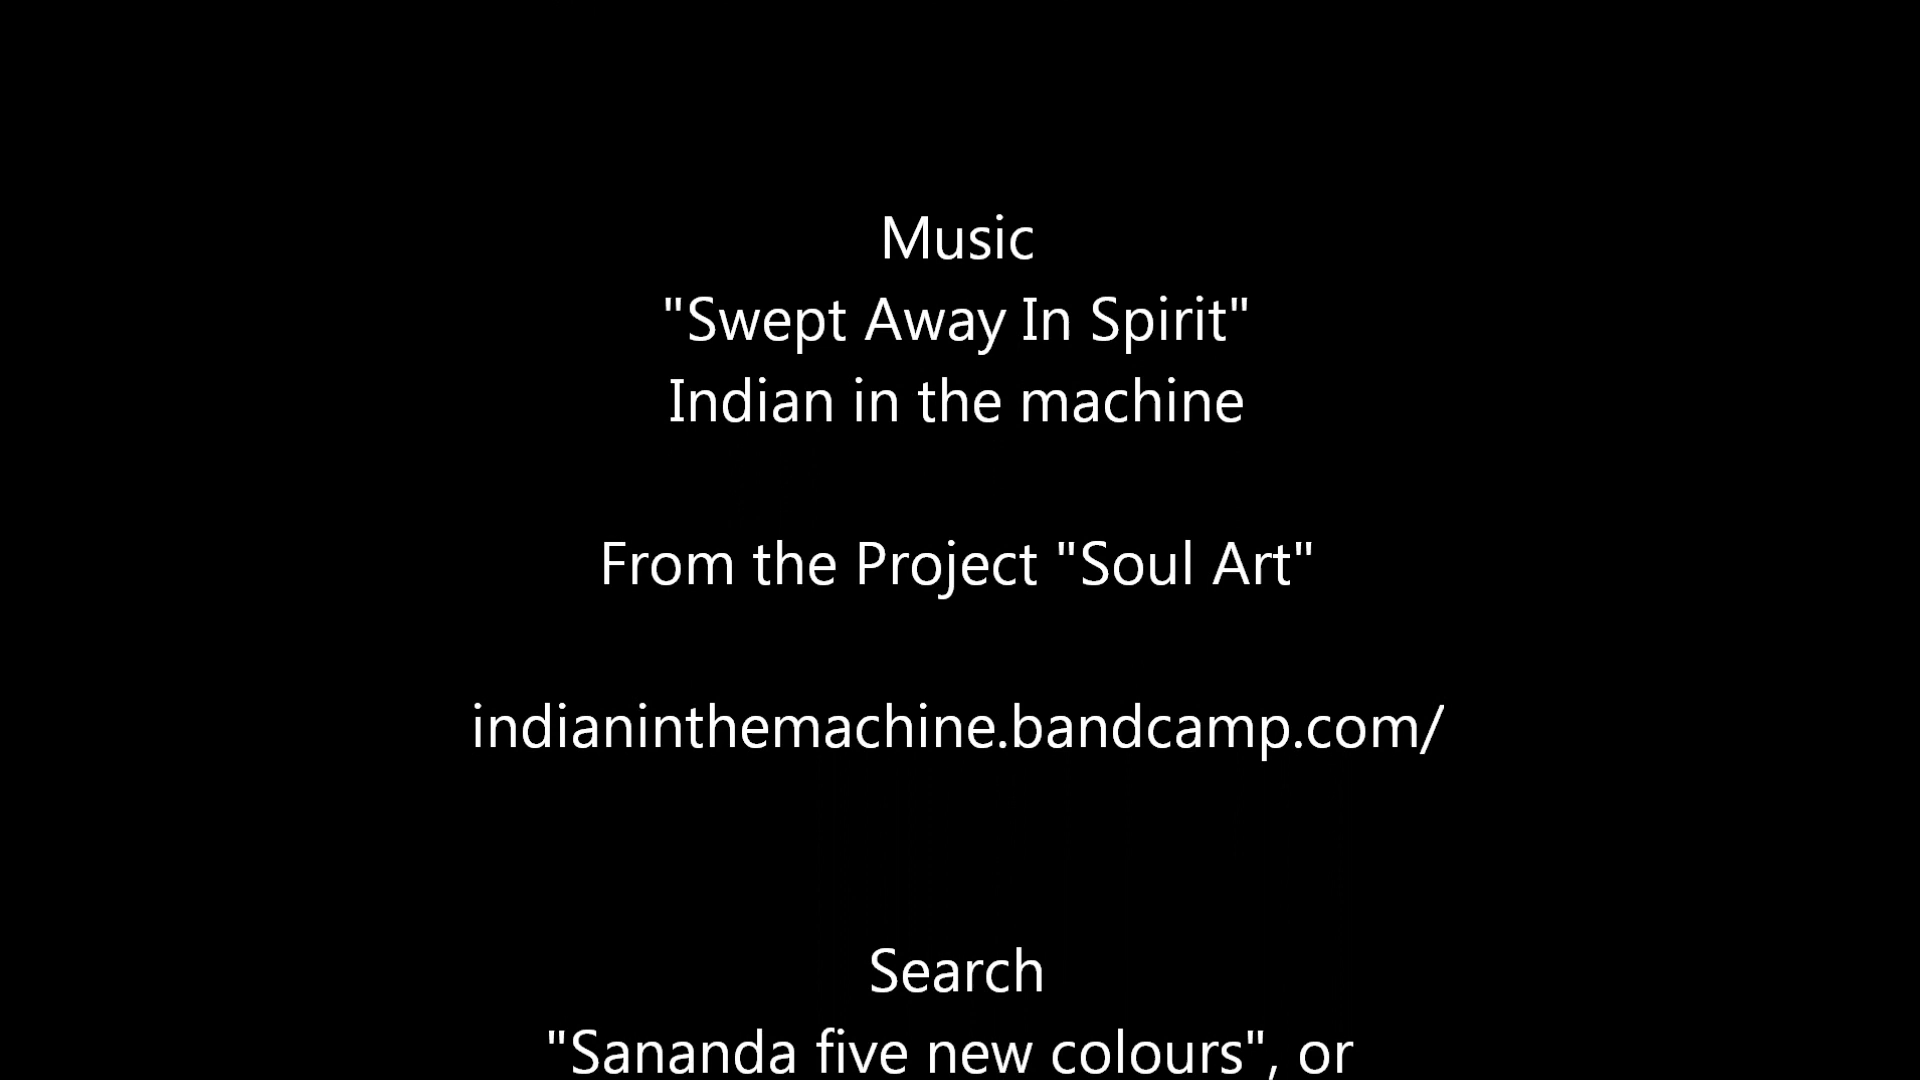 Music
"Swept Away In Spirit"
Indian in the machine
From the Project "Soul Art"
indianinthemachine.bandcamp.com/
Search
"Sananda five new colours", or